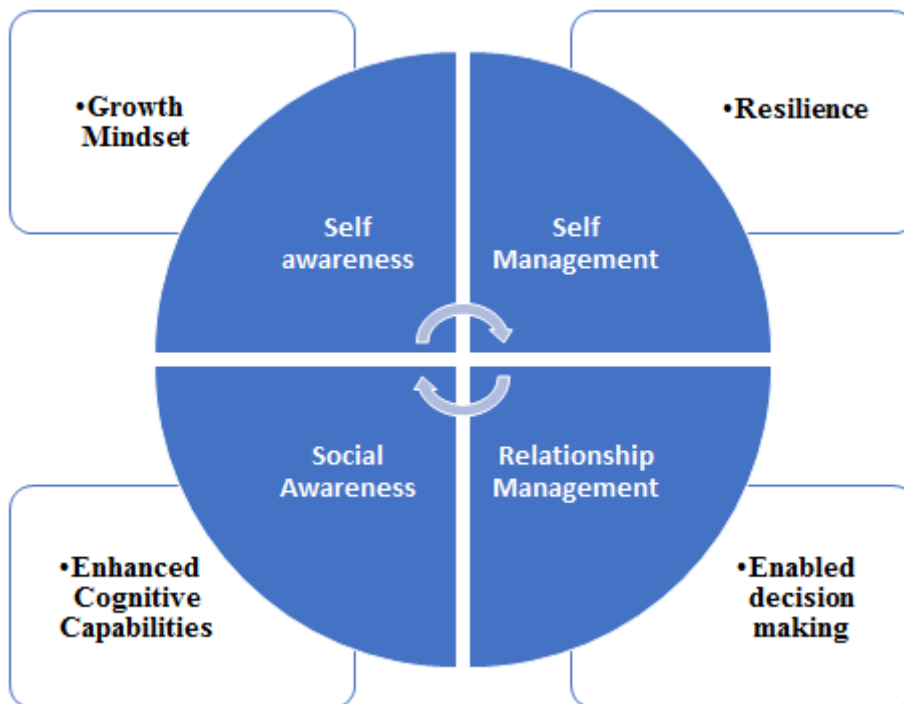 •Growth
Mindset
•Resilience
Self
awareness
Self
Management
Social
Awareness
Relationship
Management
•Enhanced
Cognitive
Capabilities
•Enabled
decision
making